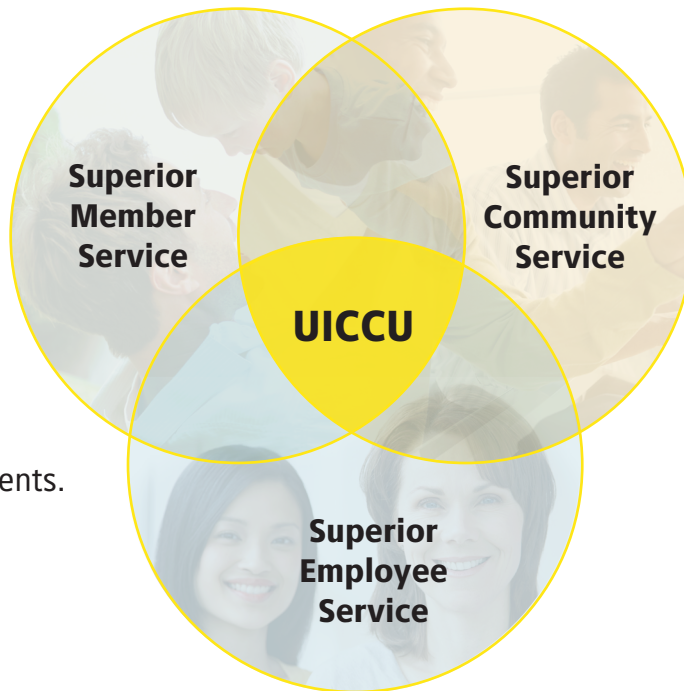 Superior
Member
Service
Superior
Community
Service
UICCU
ents.
Superior
Employee
Service